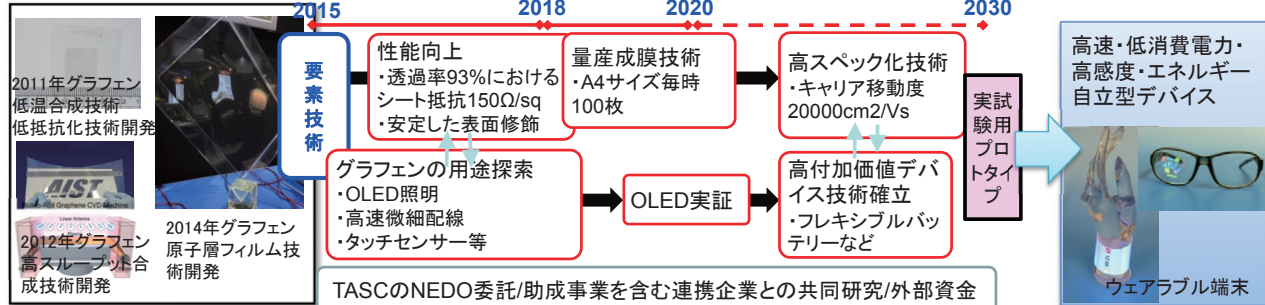 2015
2018
2020
2030
2011年グラフェン
低温合成技術
低抵抗化技術開発
AIST
Roll-to-Roll Graphene CVD Machine
Linear Antenna
2012年グラフェン
高スループット合
成技術開発
2014年グラフェン
原子層フィルム技
術開発
要素技術
性能向上
・透過率93%における
シート抵抗150Ω/sq
・安定した表面修飾
量産成膜技術
・A4サイズ毎時
100枚
高スペック化技術
・キャリア移動度
20000cm2/Vs
グラフェンの用途探索
・OLED照明
・高速微細配線
・タッチセンサー等
OLED実証
高付加価値デバ
イス技術確立
・フレキシブルバッ
テリーなど
実試
験用
プロ
トタイ
プ
高速・低消費電力・
高感度・エネルギー
自立型デバイス
ウェアラブル端末
TASCのNEDO委託/助成事業を含む連携企業との共同研究/外部資金